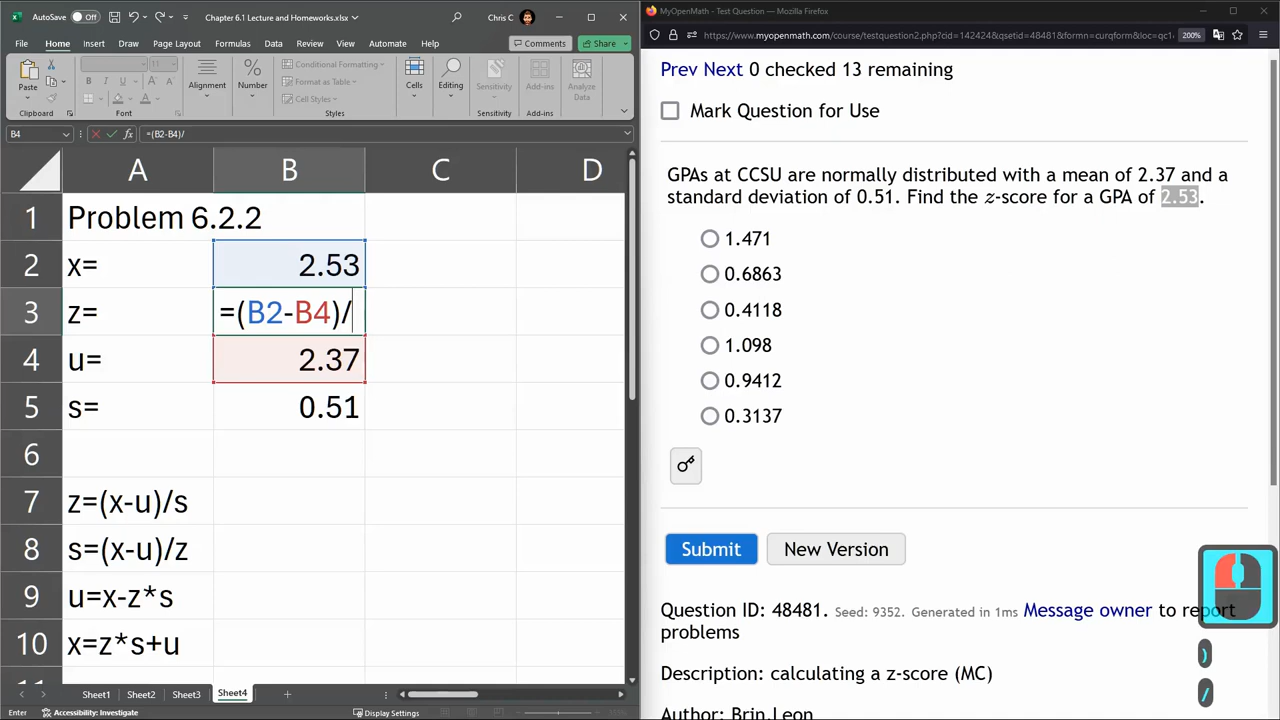 AutoSave Off
Chapter 6.1 Lecture and Homeworks.xlsx
Chris C
File Home Insert Draw Page Layout Formulas Data Review View Automate Help Comments Share
Paste
Clipboard
Font
Alignment
Number
Conditional Formatting
Format as Table
Cell Styles
Styles
Cells
Editing
Sensitivity
Sensitivity
Add-ins
Add-ins
Analyze Data
B4 fx =(B2-B4)/
A B C D
1 Problem 6.2.2
2 x= 2.53
3 z= =(B2-B4)/
4 u= 2.37
5 s= 0.51
6
7 z=(x-u)/s
8 s=(x-u)/z
9 u=x-z*s
10 x=z*s+u
Sheet1 Sheet2 Sheet3 Sheet4
Enter Accessibility: Investigate Display Settings
MyOpenMath - Test Question — Mozilla Firefox
https://www.myopenmath.com/course/testquestion2.php?cid=142424&qsetid=48481&formn=curqform&loc=qc1 200%
Prev Next 0 checked 13 remaining
Mark Question for Use
GPAs at CCSU are normally distributed with a mean of 2.37 and a
standard deviation of 0.51. Find the z-score for a GPA of 2.53.
1.471
0.6863
0.4118
1.098
0.9412
0.3137
Submit New Version
Question ID: 48481. Seed: 9352. Generated in 1ms Message owner to report
problems
Description: calculating a z-score (MC)
Author: Brin,Leon
)
/